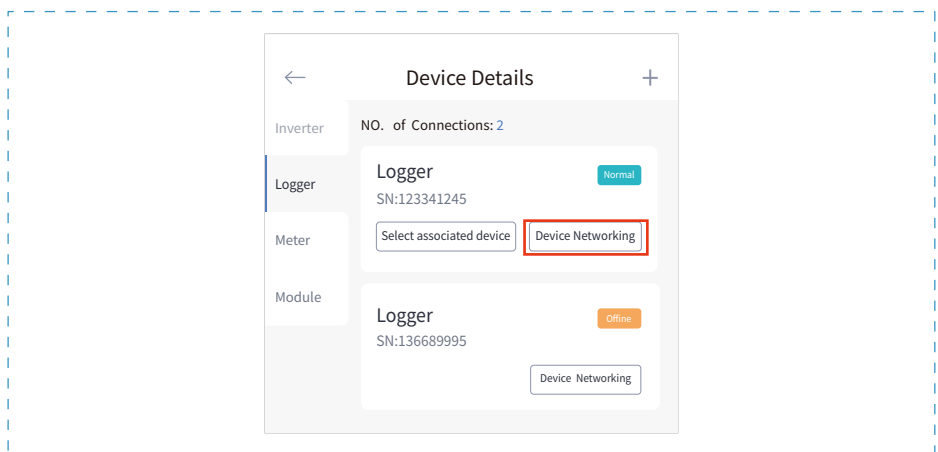 Device Details
Inverter
NO. of Connections: 2
Logger
Logger
Normal
SN:123341245
Select associated device
Device Networking
Meter
Module
Logger
Offine
SN:136689995
Device Networking